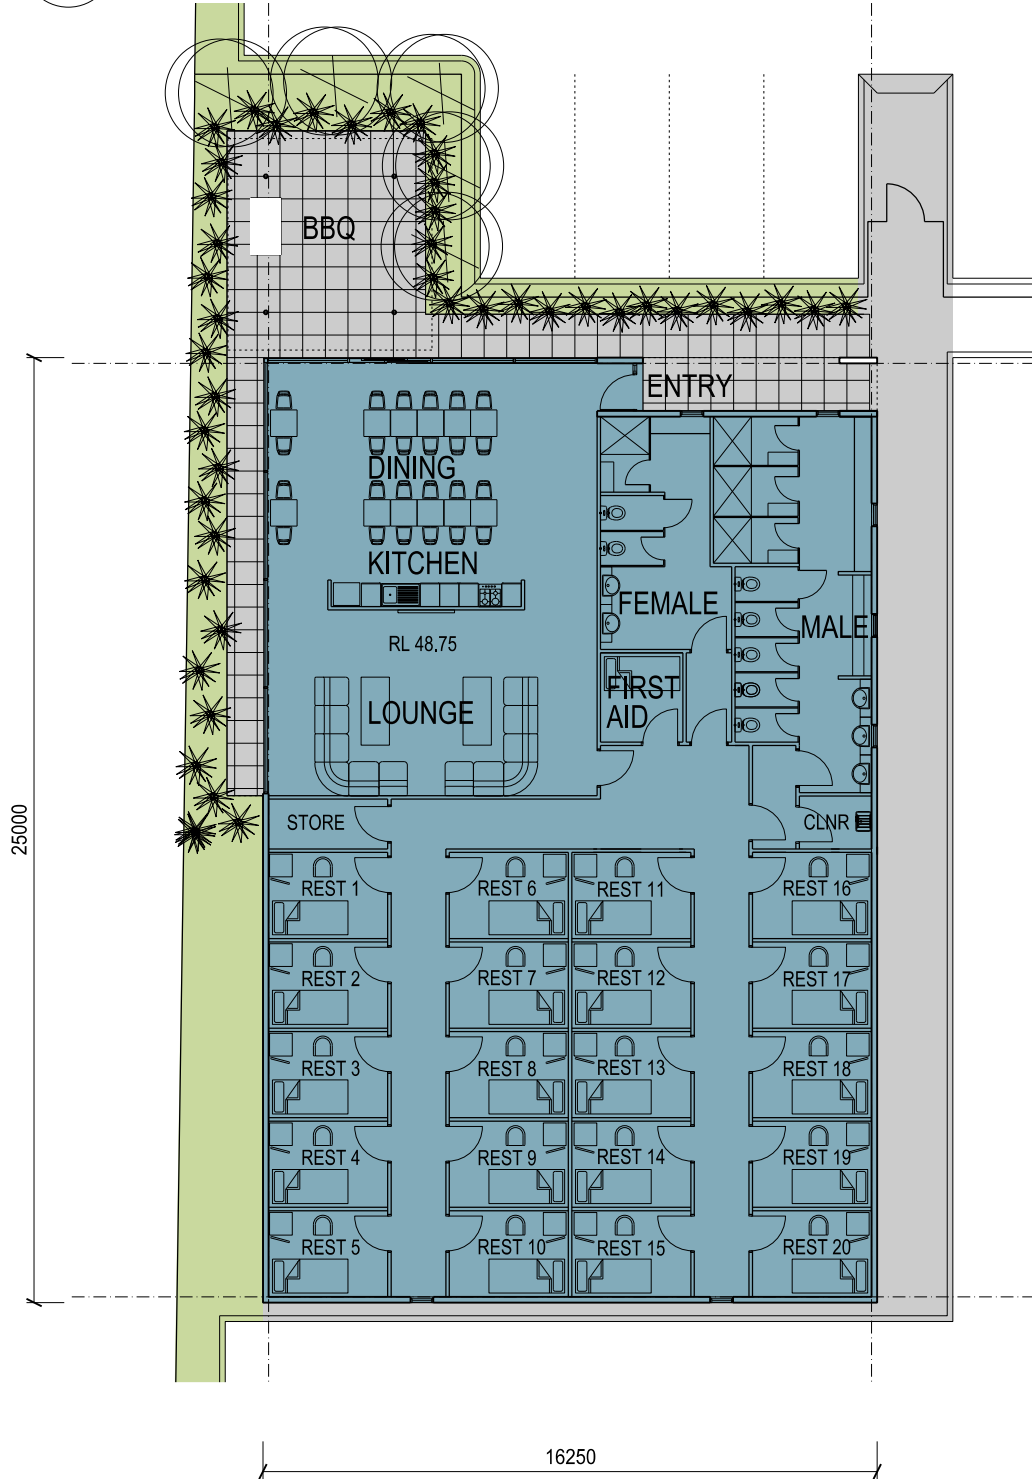 BBQ
ENTRY
DINING
KITCHEN
FEMALE
MALE
RL 48.75
FIRST
AID
LOUNGE
25000
STORE
CLNR
REST 1
REST 6
REST 11
REST 16
REST 2
REST 7
REST 12
REST 17
REST 3
REST 8
REST 13
REST 18
REST 4
REST 9
REST 14
REST 19
REST 5
REST 10
REST 15
REST 20
16250